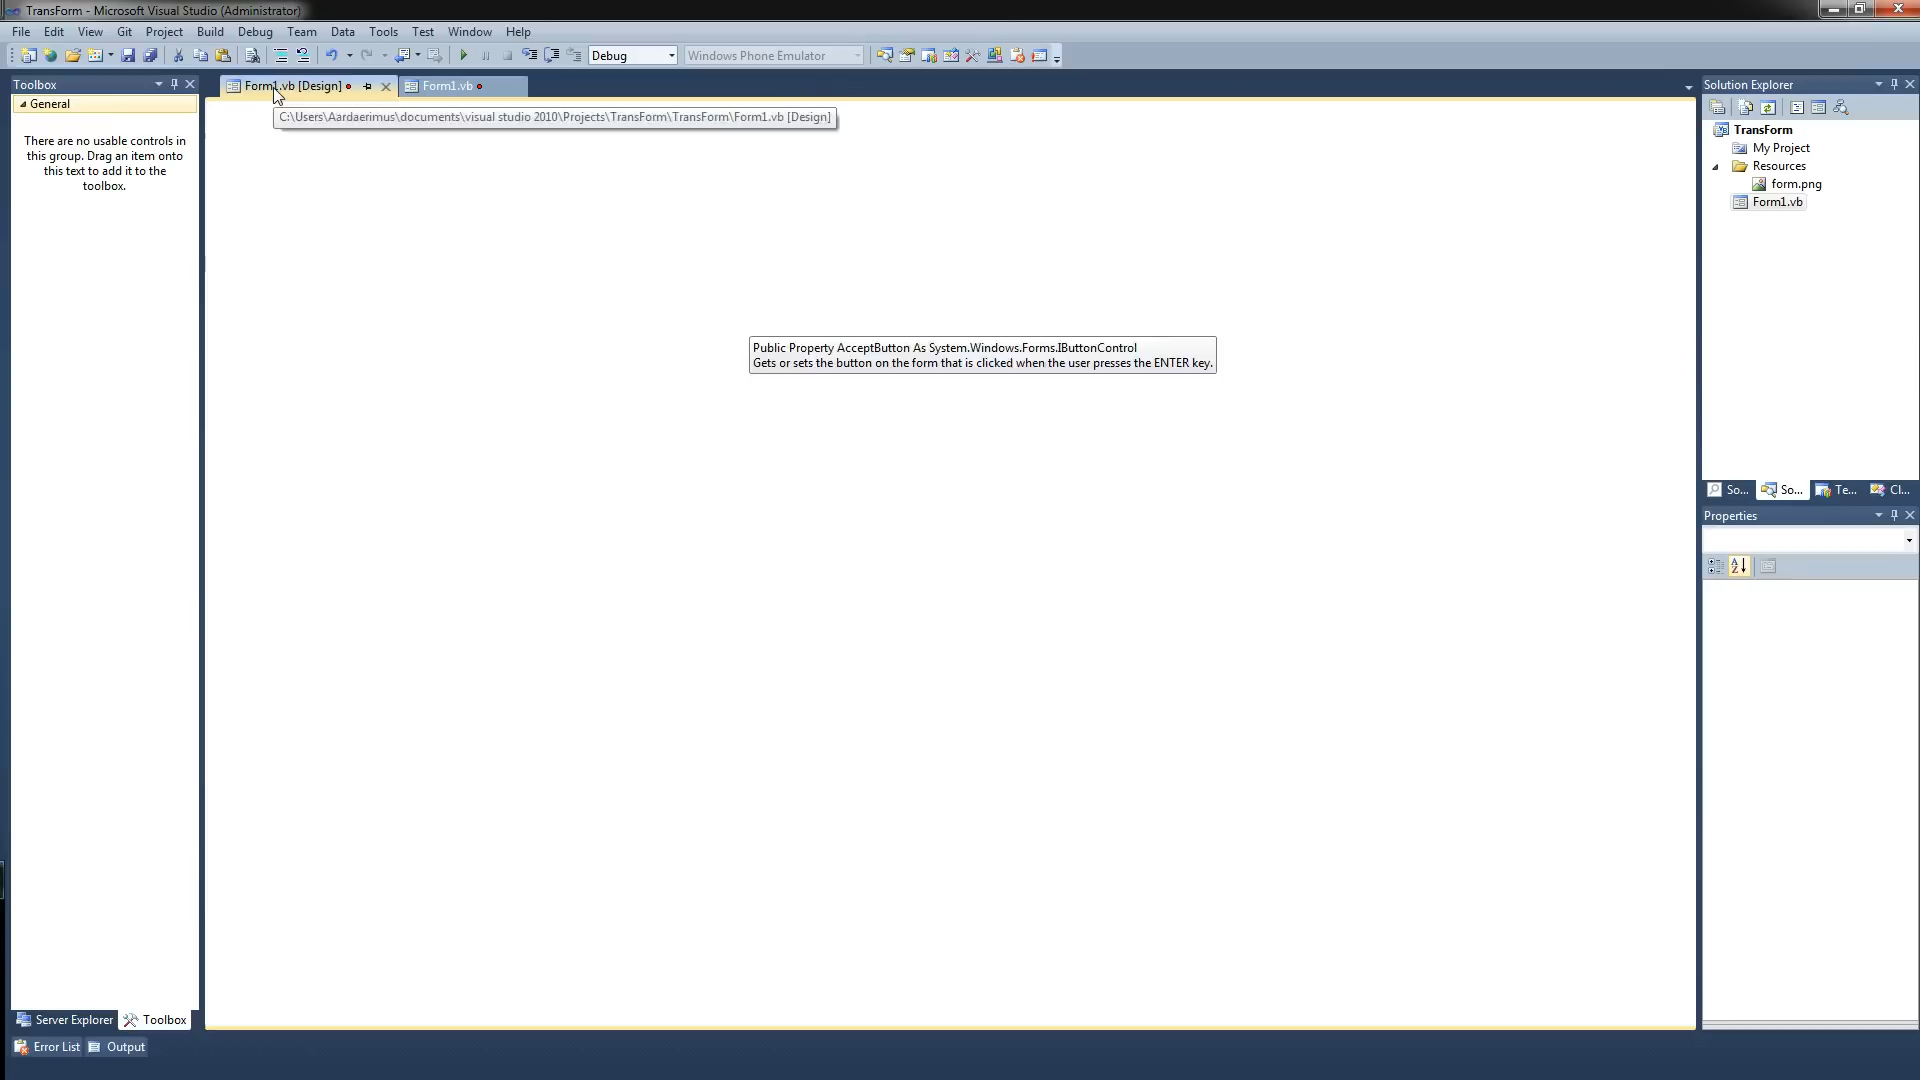 TransForm - Microsoft Visual Studio (Administrator)
File Edit View Git Project Build Debug Team Data Tools Test Window Help
Debug Windows Phone Emulator
Toolbox
General
There are no usable controls in
this group. Drag an item onto
this text to add it to the
toolbox.
Server Explorer Toolbox
Error List Output
Form1.vb [Design] Form1.vb
C:\Users\Aardaerimus\documents\visual studio 2010\Projects\TransForm\TransForm\Form1.vb [Design]
Public Property AcceptButton As System.Windows.Forms.IButtonControl
Gets or sets the button on the form that is clicked when the user presses the ENTER key.
Solution Explorer
TransForm
My Project
Resources
form.png
Form1.vb
So... So... Te... Cl...
Properties